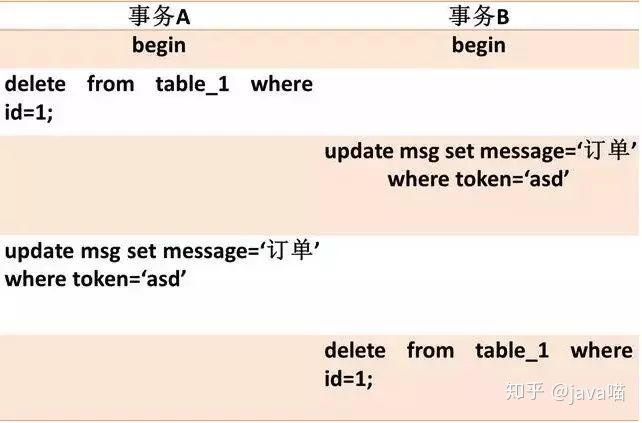 事务A 事务B
begin begin
delete from table_1 where
id=1;
update msg set message=‘订单’
where token=‘asd’
update msg set message=‘订单’
where token=‘asd’
delete from table_1 where
id=1;
知乎 @java喵